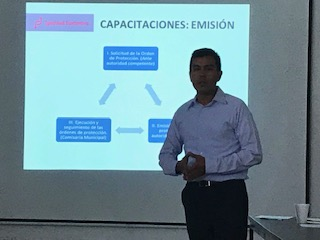 CAPACITACIONES: EMISIÓN
I. Solicitud de la Orden
de Protección (Ante
autoridad competente)
III. Ejecución y
seguimiento de las
órdenes de protección
(Comisaría Municipal)
II.